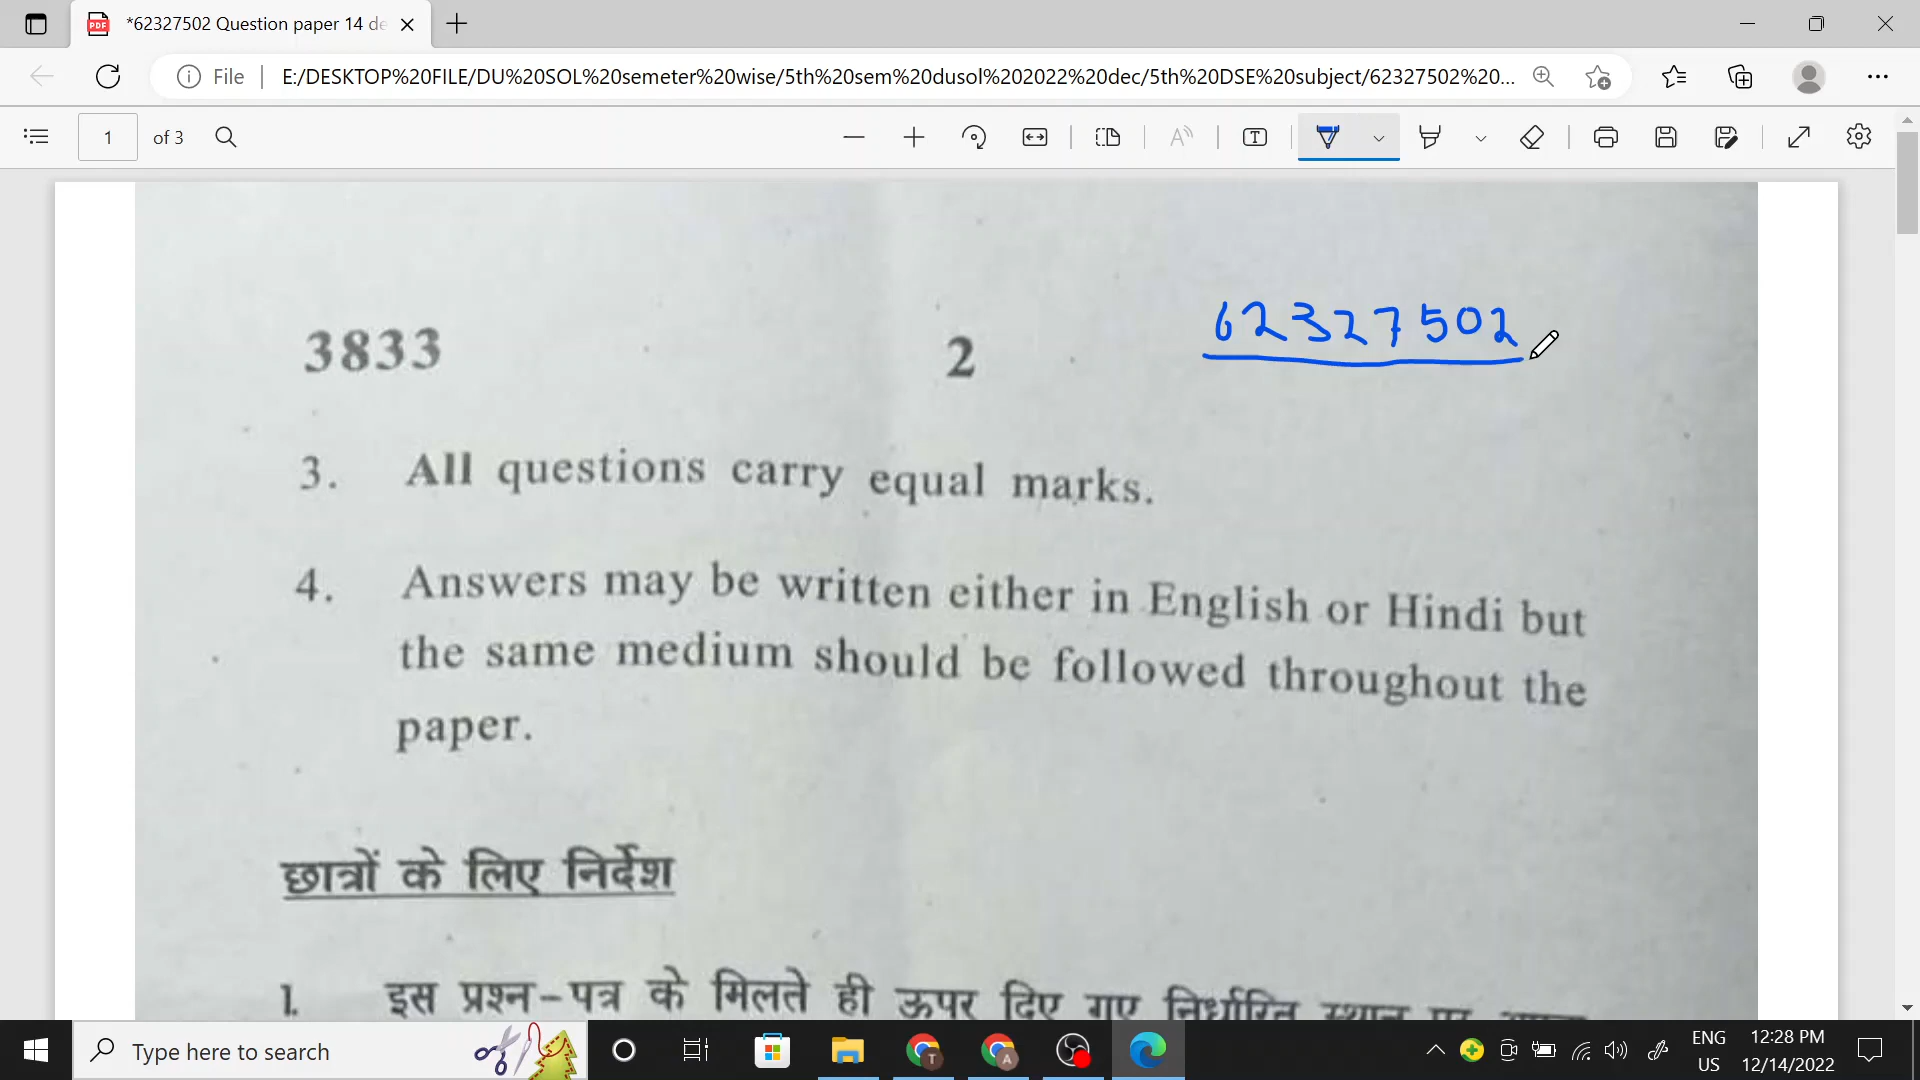 *62327502 Question paper 14 de
File
E:/DESKTOP%20FILE/DU%20SOL%20semeter%20wise/5th%20sem%20dusol%202022%20dec/5th%20DSE%20subject/62327502%20...
1 of 3
62327502
3833 2
3. All questions carry equal marks.
4. Answers may be written either in English or Hindi but
the same medium should be followed throughout the
paper.
छात्रों के लिए निर्देश
1. इस प्रश्न-पत्र के मिलते ही ऊपर दिए गए निर्धारित स्थान पर
Type here to search
ENG
US
12:28 PM
12/14/2022